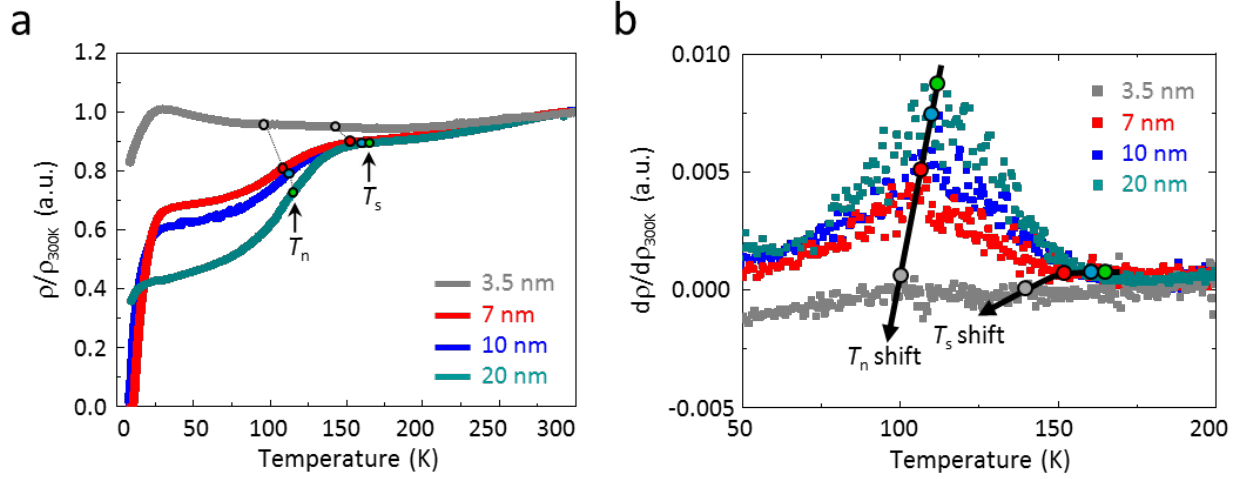 a
1.2
1.0
0.8
0.6
0.4
0.2
0.0
ρ/ρ300K (a.u.)
Tn
Ts
3.5 nm
7 nm
10 nm
20 nm
0 50 100 150 200 250 300
Temperature (K)
b
0.010
0.005
0.000
-0.005
dρ/dρ300K (a.u.)
3.5 nm
7 nm
10 nm
20 nm
Tn shift
Ts shift
50 100 150 200
Temperature (K)